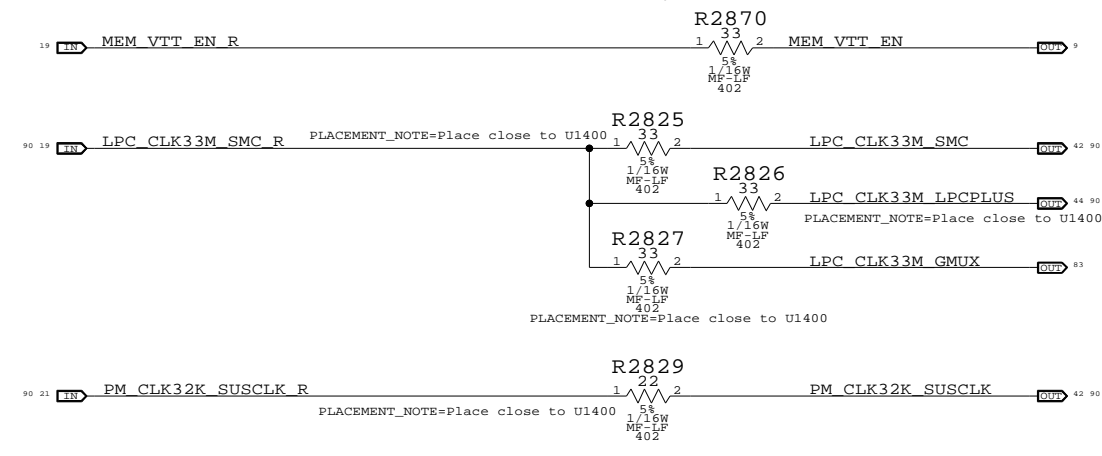 R2870
19 IN MEM_VTT_EN_R 1 33 2 MEM_VTT_EN OUT 9
5%
1/16W
MF-LF
402
R2825
90 19 IN LPC_CLK33M_SMC_R PLACEMENT_NOTE=Place close to U1400 1 33 2 LPC_CLK33M_SMC OUT 42 90
5%
1/16W
MF-LF
402
R2826
1 33 2 LPC_CLK33M_LPCPLUS OUT 44 90
PLACEMENT_NOTE=Place close to U1400
5%
1/16W
MF-LF
402
R2827
1 33 2 LPC_CLK33M_GMUX OUT 83
5%
1/16W
MF-LF
402
PLACEMENT_NOTE=Place close to U1400
R2829
90 21 IN PM_CLK32K_SUSCLK_R 1 22 2 PM_CLK32K_SUSCLK OUT 42 90
PLACEMENT_NOTE=Place close to U1400
5%
1/16W
MF-LF
402